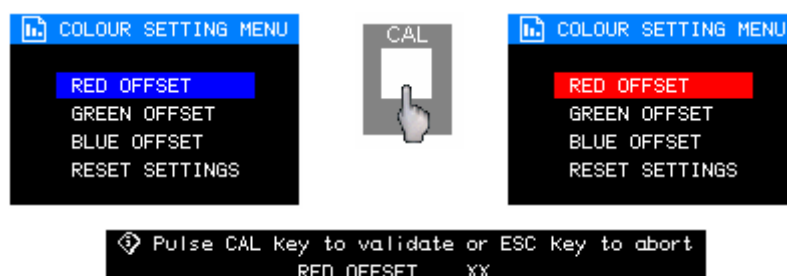 COLOUR SETTING MENU
RED OFFSET
GREEN OFFSET
BLUE OFFSET
RESET SETTINGS
CAL
COLOUR SETTING MENU
RED OFFSET
GREEN OFFSET
BLUE OFFSET
RESET SETTINGS
Pulse CAL Key to validate or ESC Key to abort
RED OFFSET XX